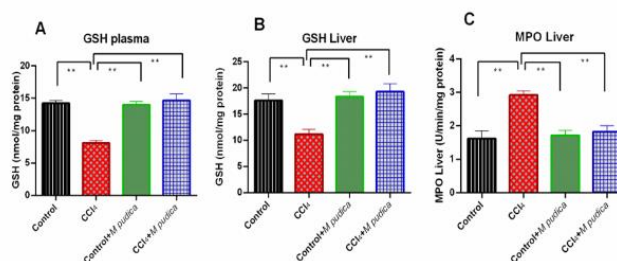 A
GSH plasma
GSH (nmol/mg protein)
20
15
10
5
0
**
**
**
Control
CCl₄
Control+M pudica
CCl₄+M pudica
B
GSH Liver
GSH (nmol/mg protein)
25
20
15
10
5
0
**
**
**
Control
CCl₄
Control+M pudica
CCl₄+M pudica
C
MPO Liver
MPO Liver (U/min/mg protein)
4
3
2
1
0
**
**
**
Control
CCl₄
Control+M pudica
CCl₄+M pudica